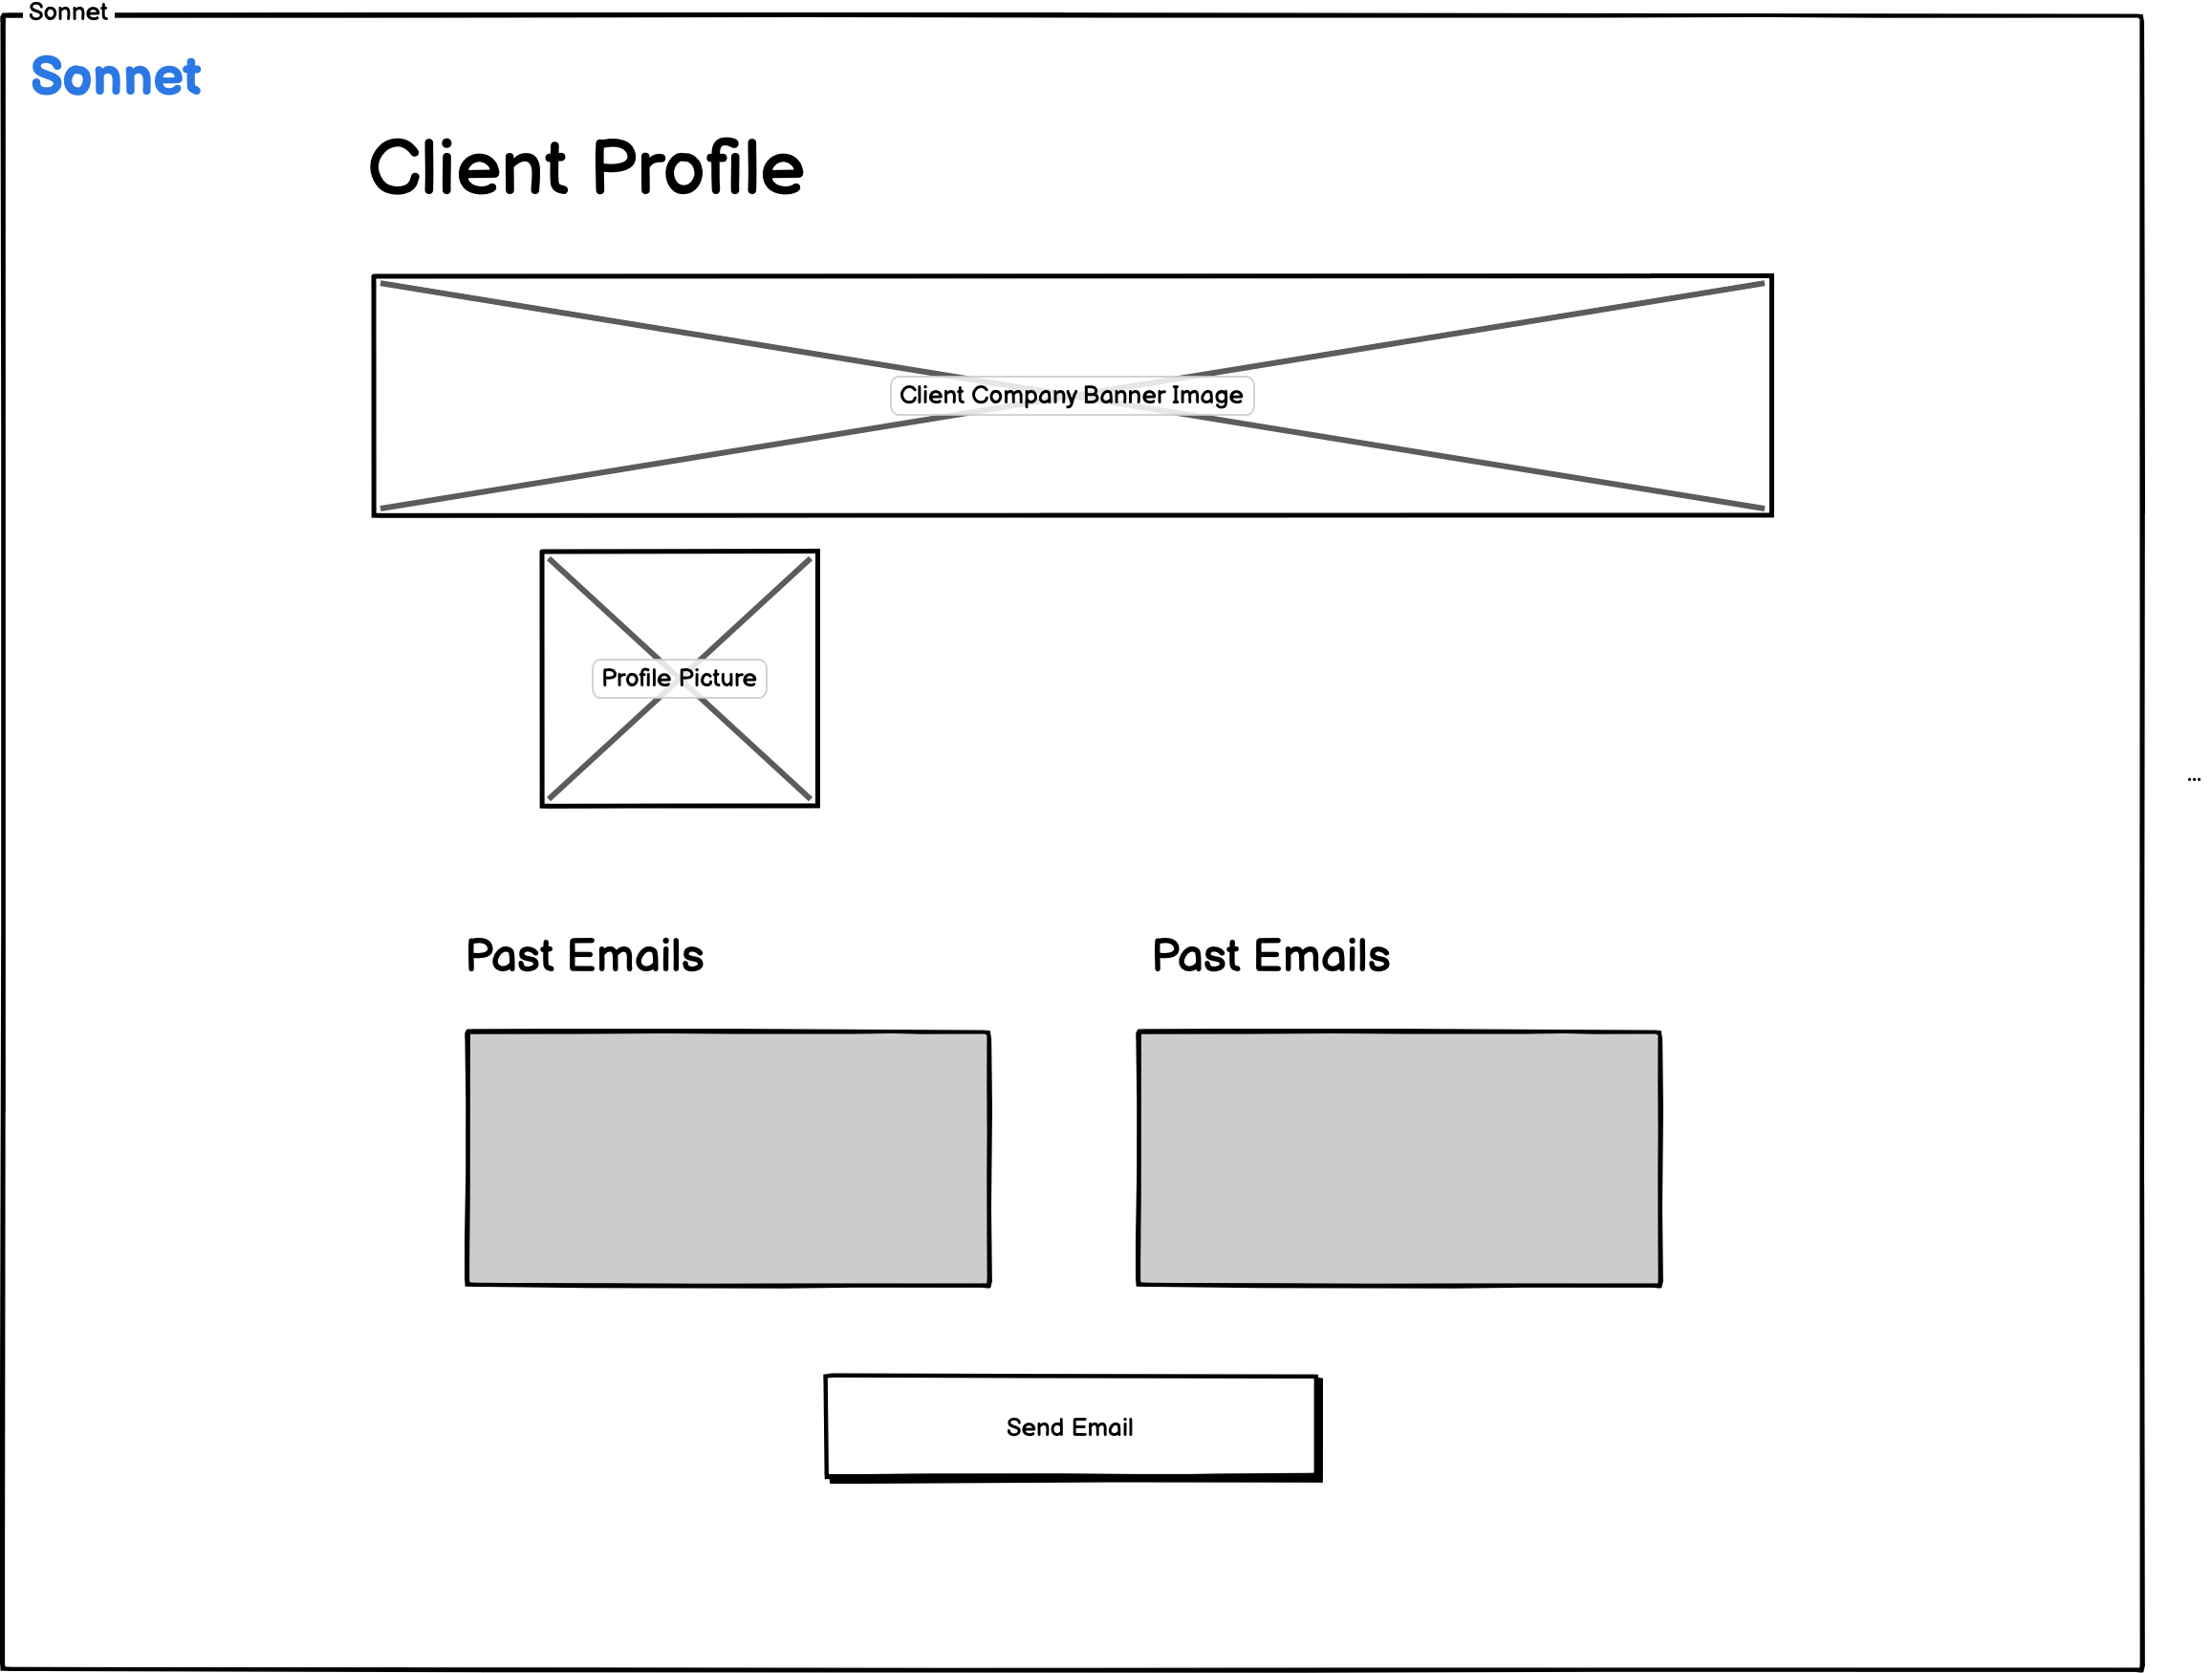 Sonnet
Sonnet
Client Profile
Client Company Banner Image
Profile Picture
...
Past Emails
Past Emails
Send Email